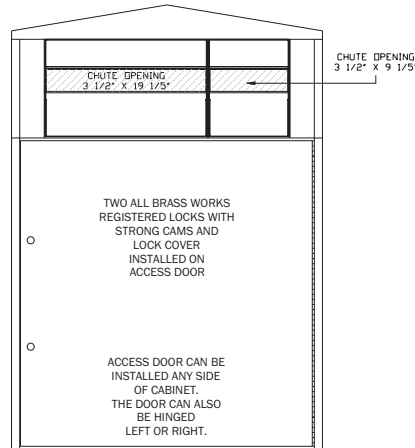 CHUTE OPENING
3 1/2" X 19 1/5"
CHUTE OPENING
3 1/2" X 9 1/5"
TWO ALL BRASS WORKS
REGISTERED LOCKS WITH
STRONG CAMS AND
LOCK COVER
INSTALLED ON
ACCESS DOOR
ACCESS DOOR CAN BE
INSTALLED ANY SIDE
OF CABINET.
THE DOOR CAN ALSO
BE HINGED
LEFT OR RIGHT.